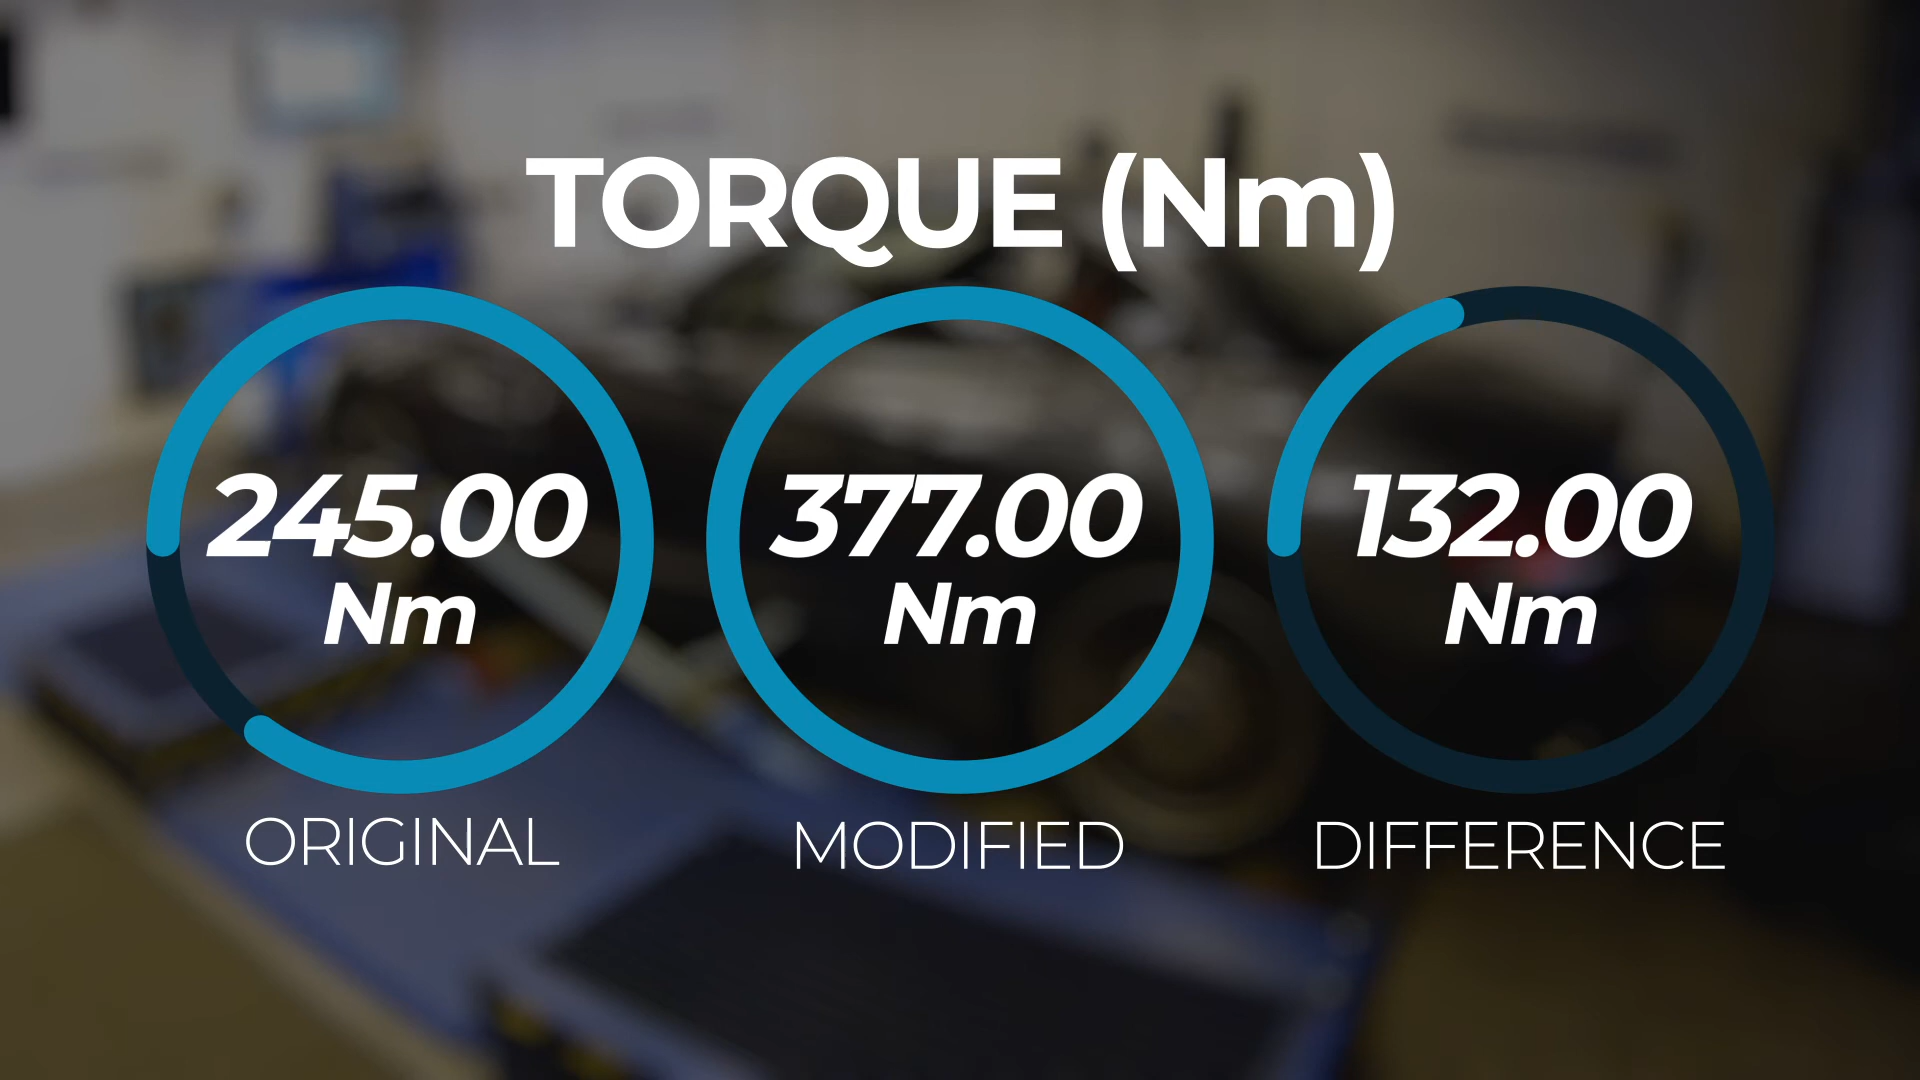 TORQUE (Nm)
245.00
Nm
377.00
Nm
132.00
Nm
ORIGINAL
MODIFIED
DIFFERENCE